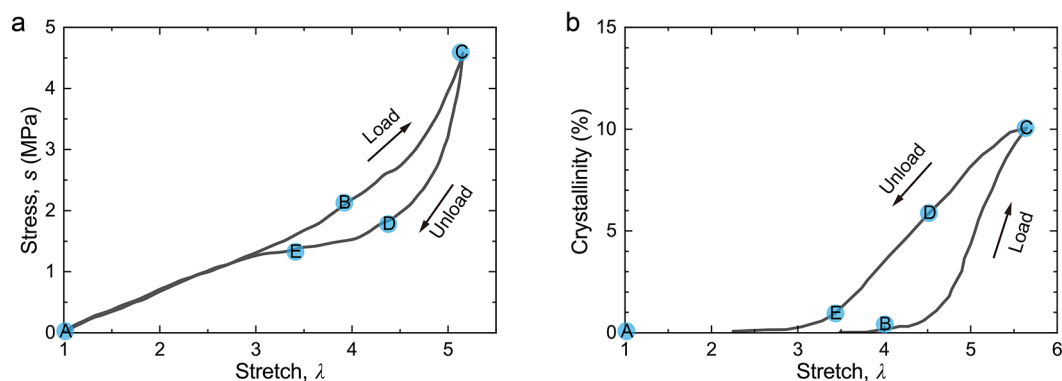 a
5
4
3
2
1
0
1
2
3
4
5
Stress, s (MPa)
Stretch, λ
Load
Unload
A
B
C
D
E
b
15
10
5
0
1
2
3
4
5
6
Crystallinity (%)
Stretch, λ
Unload
Load
A
B
C
D
E